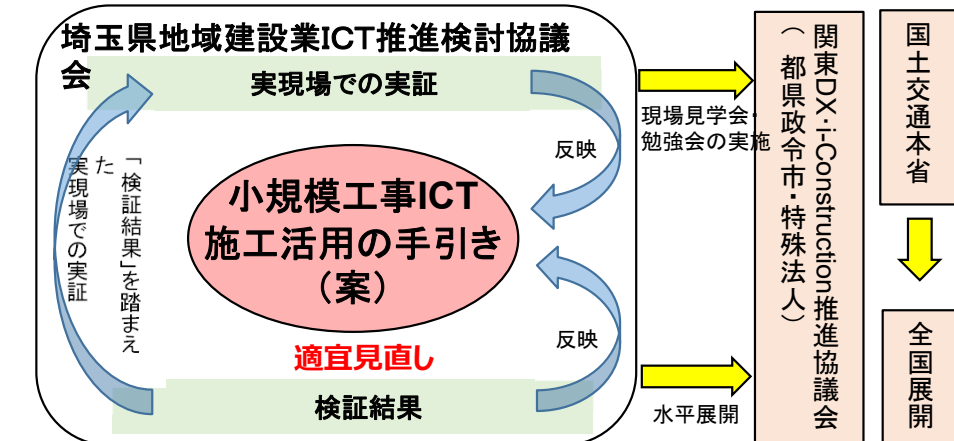 埼玉県地域建設業ICT推進検討協議
会
実現場での実証
反映
「検証結果」を踏まえ
た
実現場での実証
小規模工事ICT
施工活用の手引き
（案）
適宜見直し
反映
検証結果
現場見学会・
勉強会の実施
水平展開
関東DX・i-Construction推進協議会
（都県政令市・特殊法人）
国土交通本省
全国展開